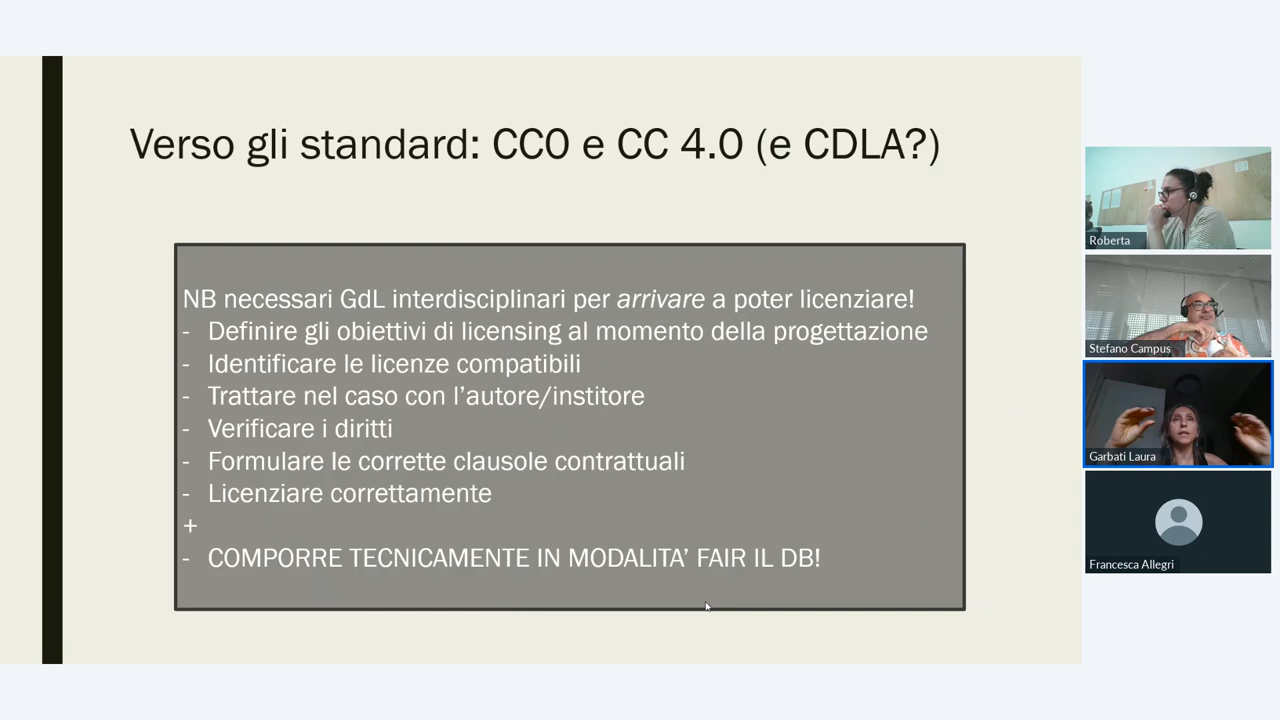 Verso gli standard: CC0 e CC 4.0 (e CDLA?)
NB necessari GdL interdisciplinari per arrivare a poter licenziare!
- Definire gli obiettivi di licensing al momento della progettazione
- Identificare le licenze compatibili
- Trattare nel caso con l'autore/institore
- Verificare i diritti
- Formulare le corrette clausole contrattuali
- Licenziare correttamente
+
- COMPORRE TECNICAMENTE IN MODALITA' FAIR IL DB!
Roberta
Stefano Campus
Garbati Laura
Francesca Allegri